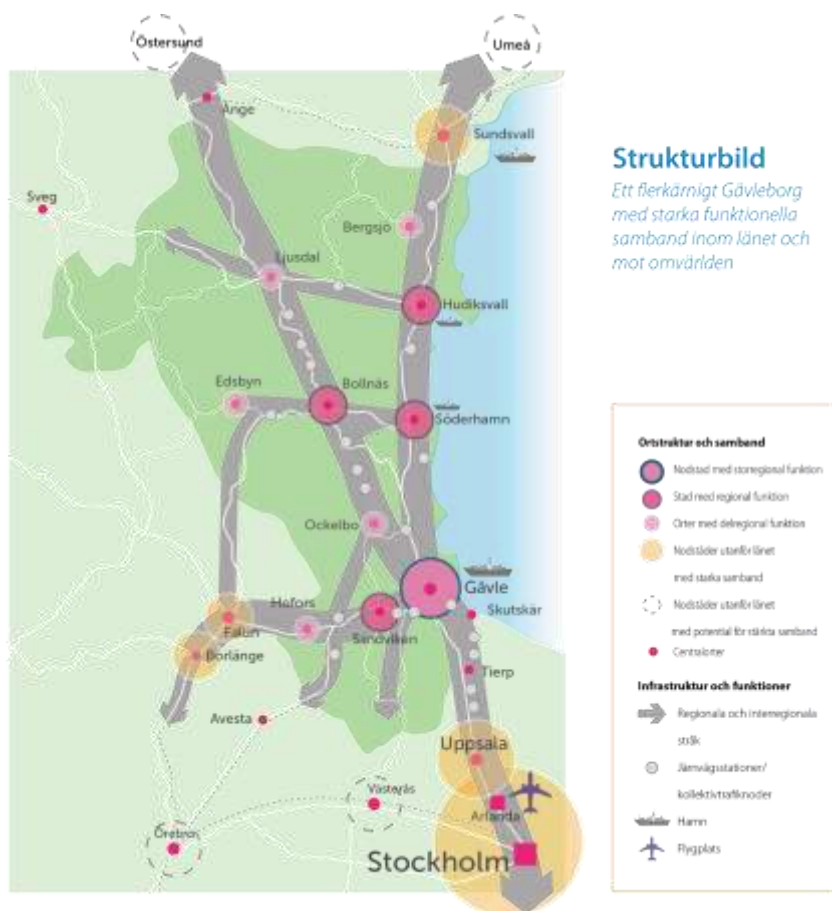 Östersund
Umeå
Ånge
Sundsvall
Strukturbild
Ett flerkärnigt Gävleborg
med starka funktionella
samband inom länet och
mot omvärlden
Sveg
Bergsjö
Ljusdal
Hudiksvall
Edsbyn
Bollnäs
Söderhamn
Ockelbo
Gävle
Hofors
Skutskär
Falun
Sandviken
Borlänge
Tierp
Avesta
Uppsala
Västerås
Arlanda
Örebro
Stockholm
Ortstruktur och samband
Nodstad med storregional funktion
Stad med regional funktion
Orter med delregional funktion
Nodstäder utanför länet
med starka samband
Nodstäder utanför länet
med potential för stärkta samband
Centralorter
Infrastruktur och funktioner
Regionala och interregionala
stråk
Järnvägsstationer/
kollektivtrafiknoder
Hamn
Flygplats